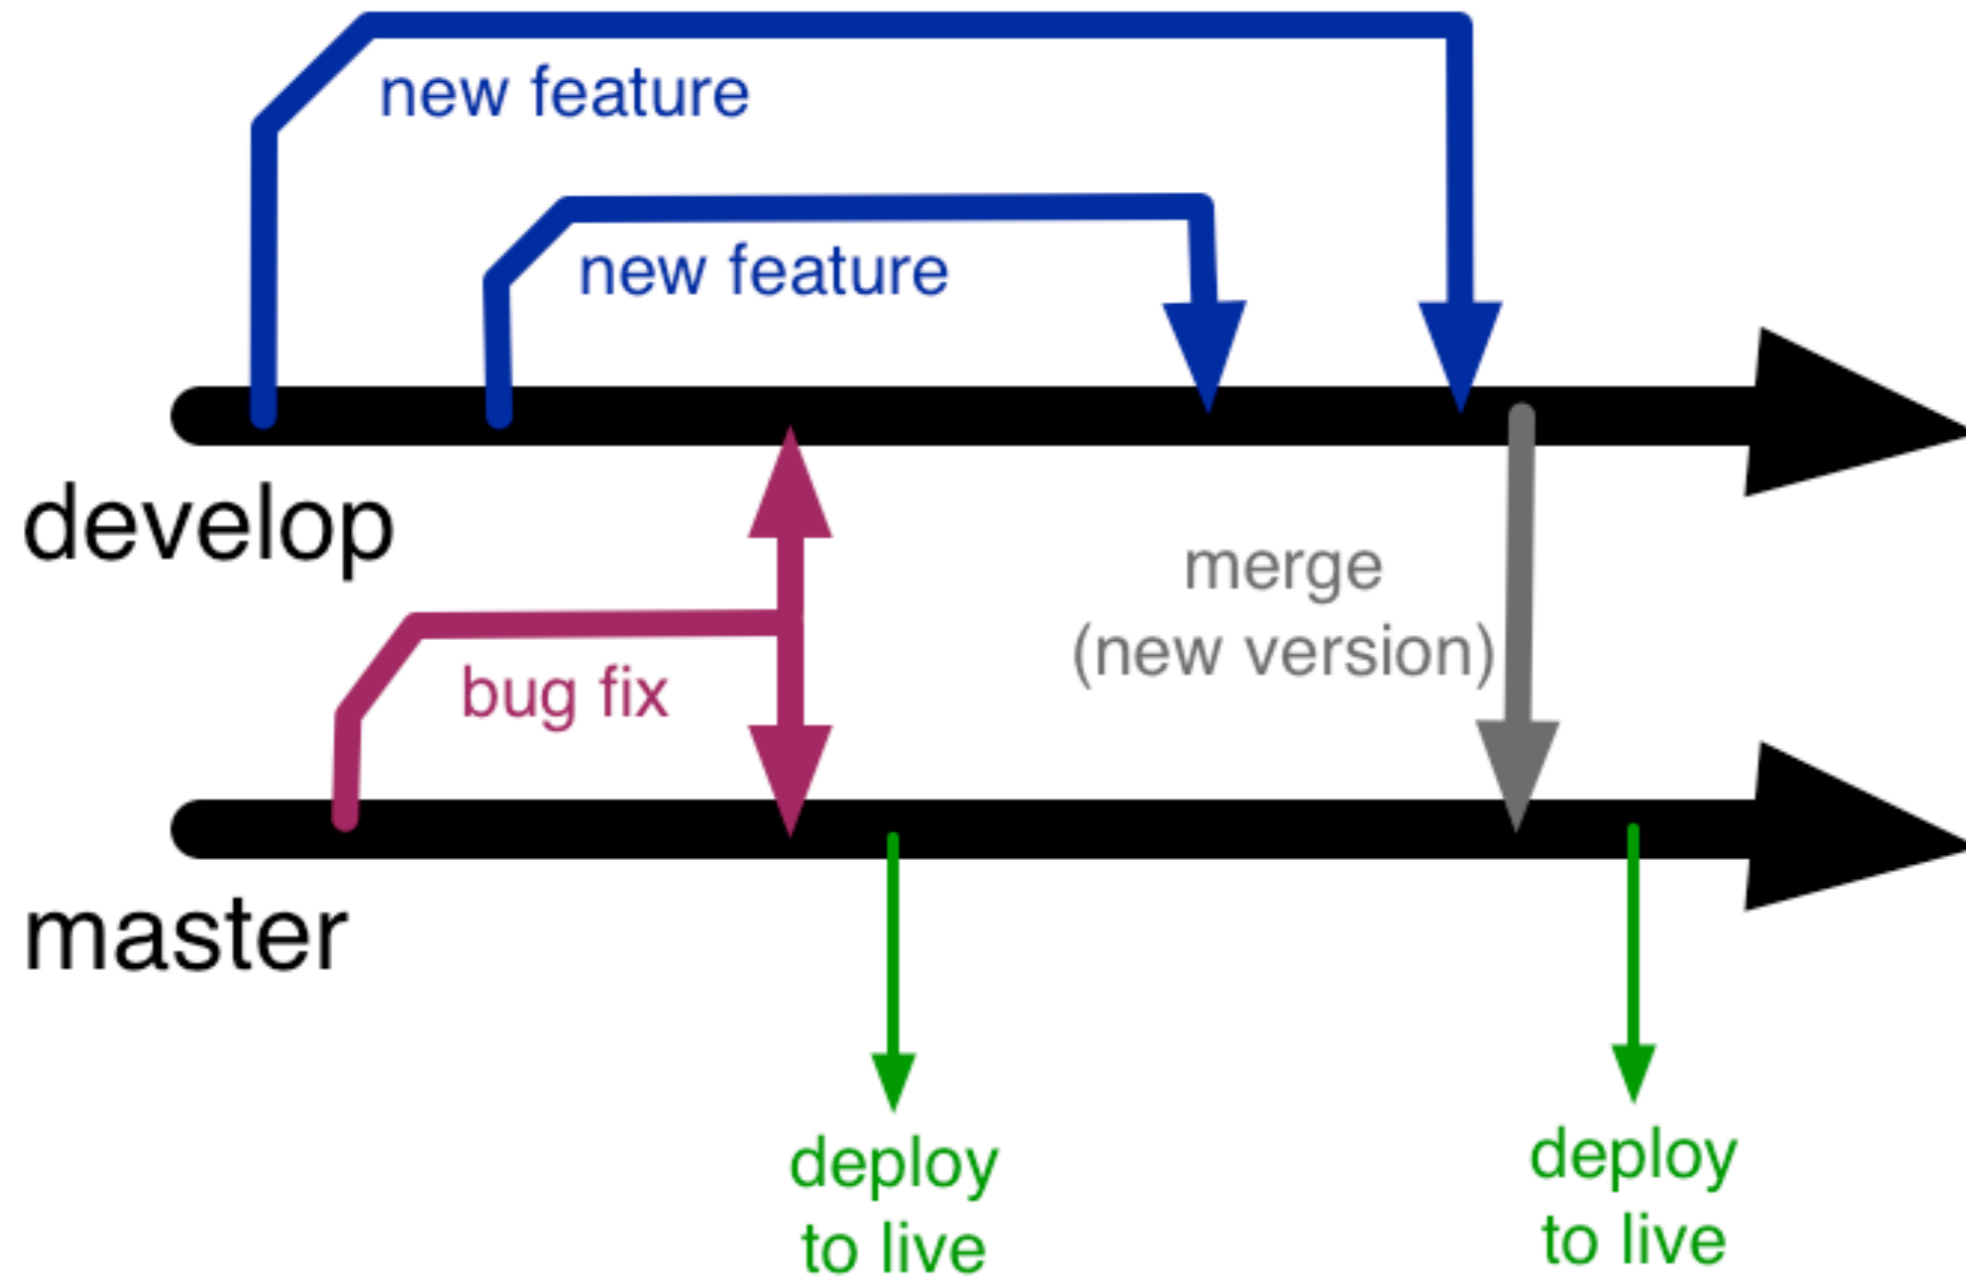 new feature
new feature
develop
merge
(new version)
bug fix
master
deploy
to live
deploy
to live